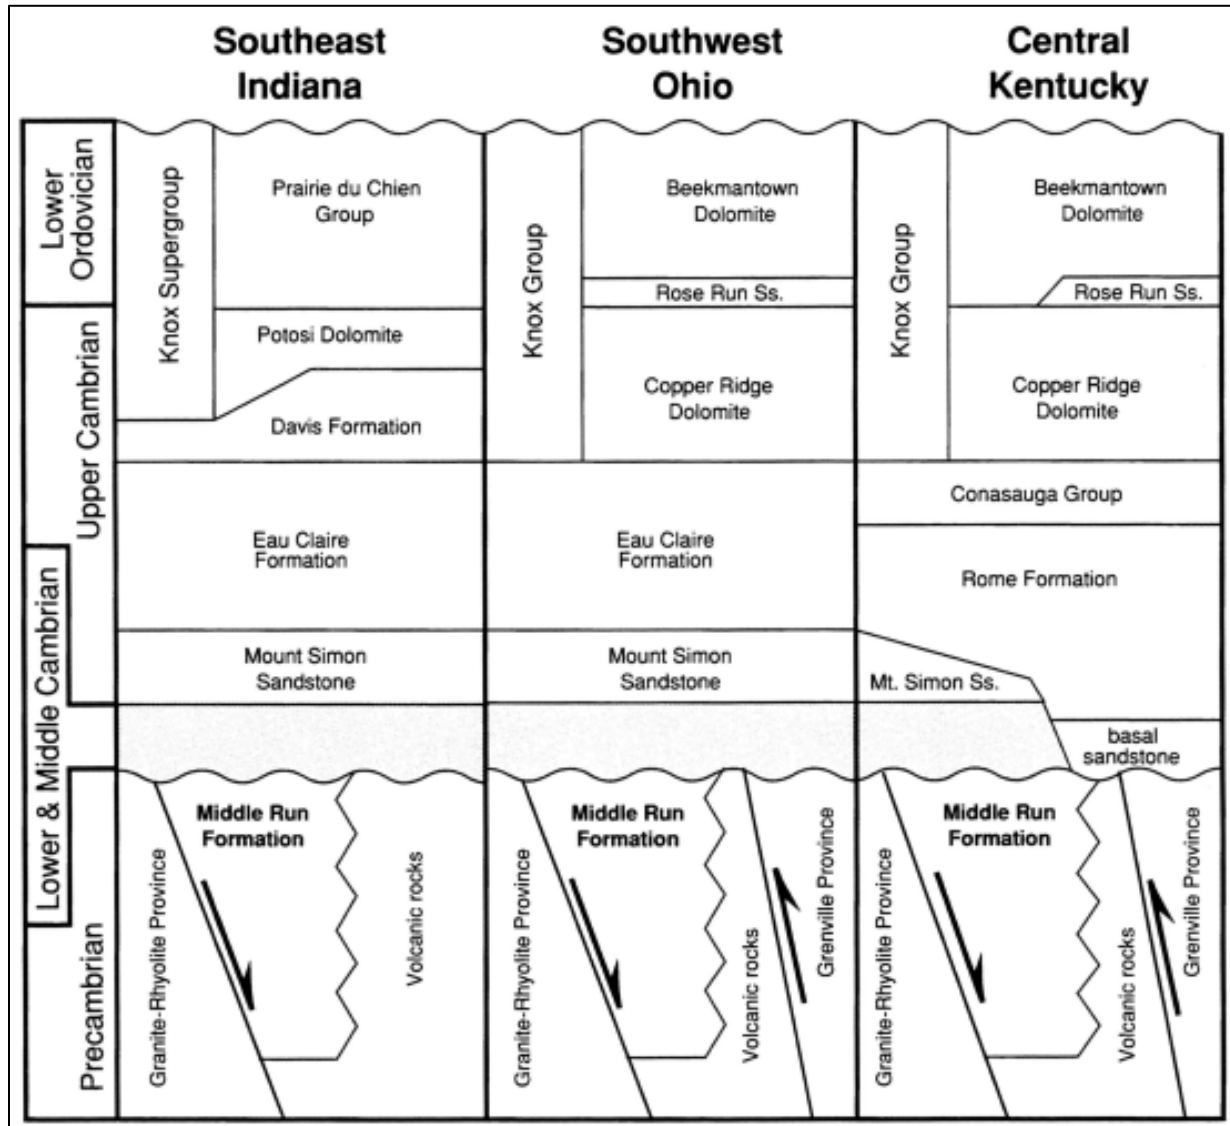 Southeast
Indiana
Southwest
Ohio
Central
Kentucky
Lower
Ordovician
Upper Cambrian
Lower & Middle Cambrian
Precambrian
Knox Supergroup
Prairie du Chien
Group
Potosi Dolomite
Davis Formation
Eau Claire
Formation
Mount Simon
Sandstone
Middle Run
Formation
Granite-Rhyolite Province
Volcanic rocks
Knox Group
Beekmantown
Dolomite
Rose Run Ss.
Copper Ridge
Dolomite
Eau Claire
Formation
Mount Simon
Sandstone
Middle Run
Formation
Granite-Rhyolite Province
Volcanic rocks
Grenville Province
Knox Group
Beekmantown
Dolomite
Rose Run Ss.
Copper Ridge
Dolomite
Conasauga Group
Rome Formation
Mt. Simon Ss.
basal
sandstone
Middle Run
Formation
Granite-Rhyolite Province
Volcanic rocks
Grenville Province